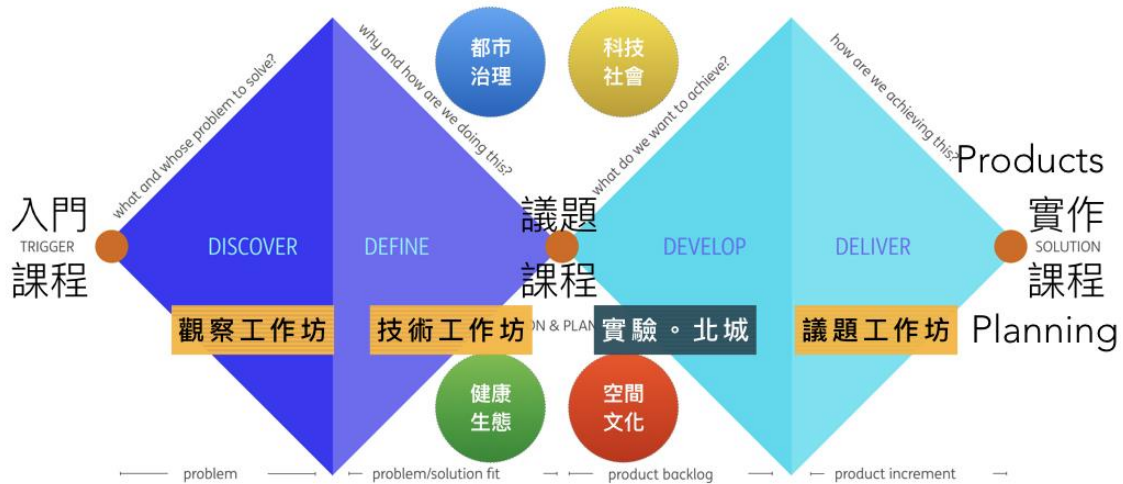 都市
治理
科技
社會
what and whose problem to solve?
why and how are we doing this?
what do we want to achieve?
how are we achieving this?
Products
入門
TRIGGER
課程
DISCOVER
DEFINE
議題
課程
DEVELOP
DELIVER
實作
SOLUTION
課程
觀察工作坊
技術工作坊
ON & PLAN
實驗。北城
議題工作坊
Planning
健康
生態
空間
文化
problem
problem/solution fit
product backlog
product increment